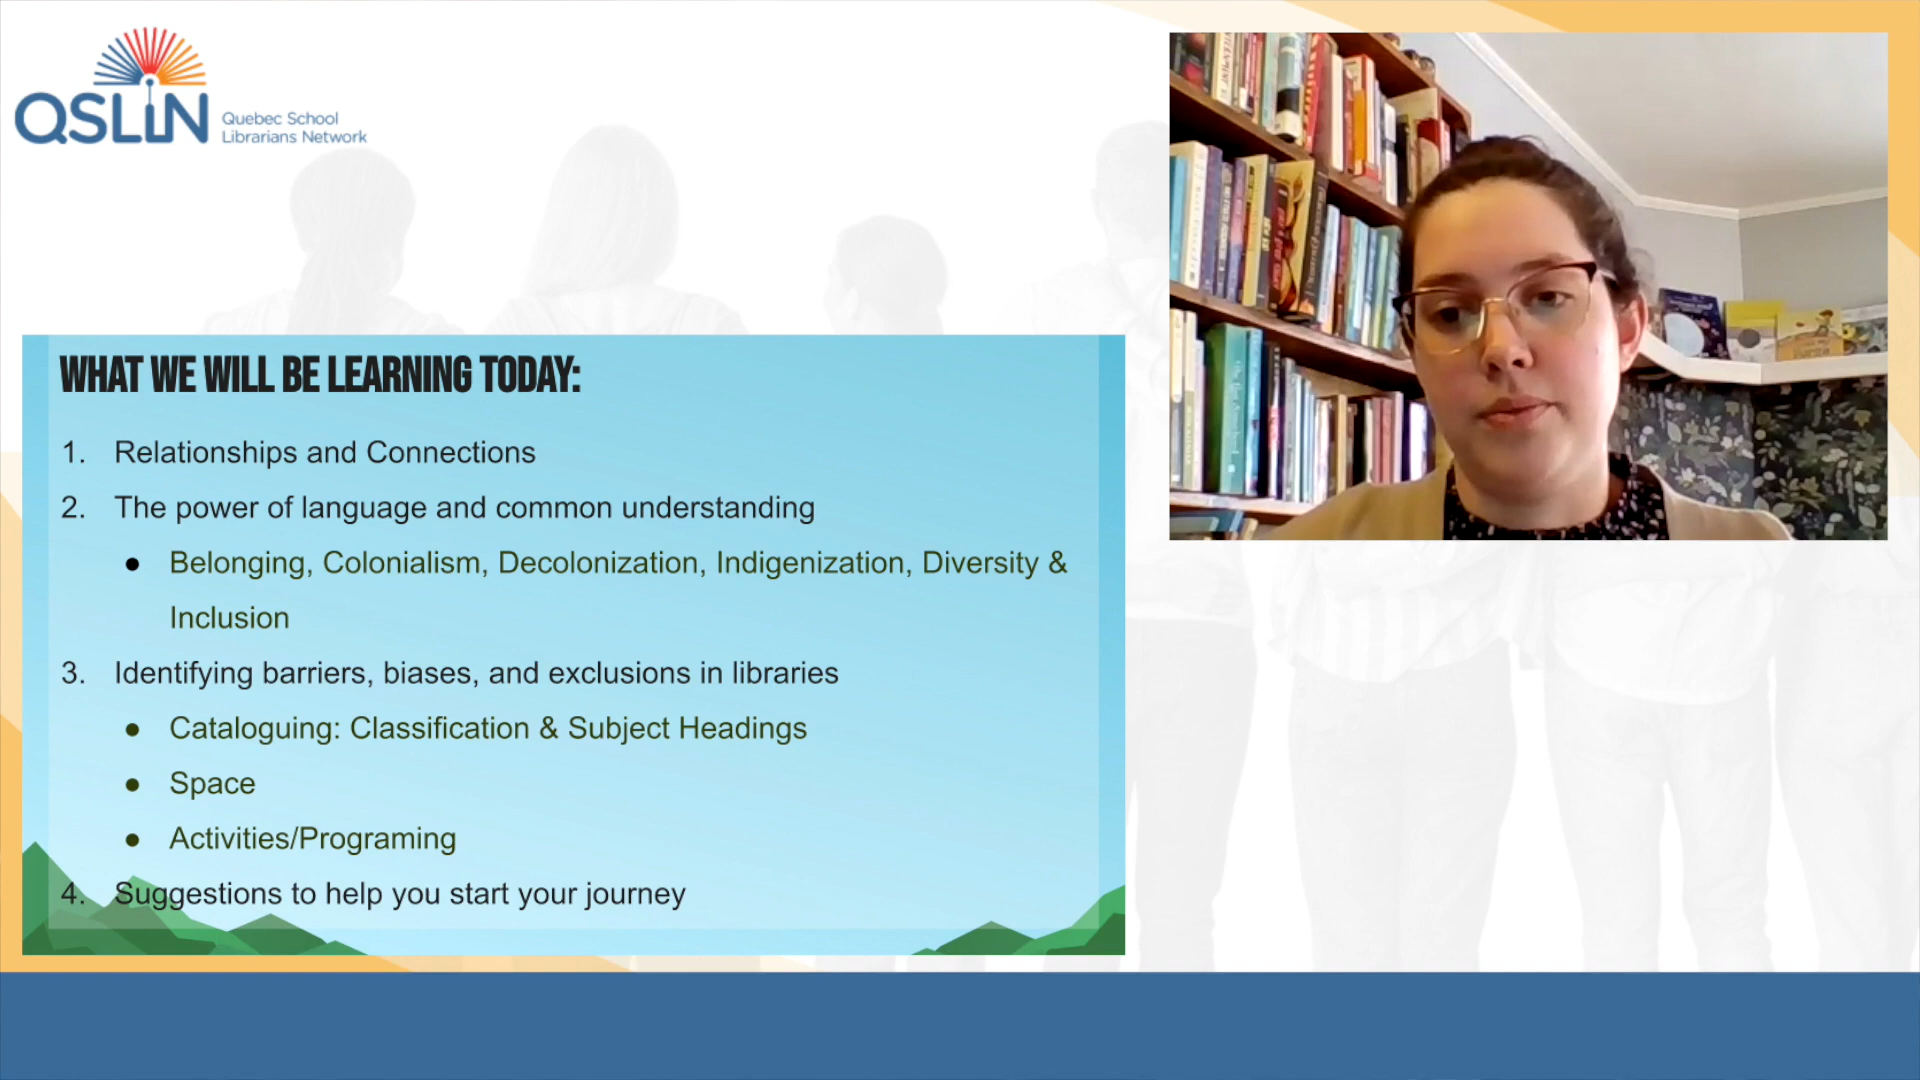 QSLiN
Quebec School
Librarians Network
WHAT WE WILL BE LEARNING TODAY:
1. Relationships and Connections
2. The power of language and common understanding
● Belonging, Colonialism, Decolonization, Indigenization, Diversity &
Inclusion
3. Identifying barriers, biases, and exclusions in libraries
● Cataloguing: Classification & Subject Headings
● Space
● Activities/Programing
4. Suggestions to help you start your journey